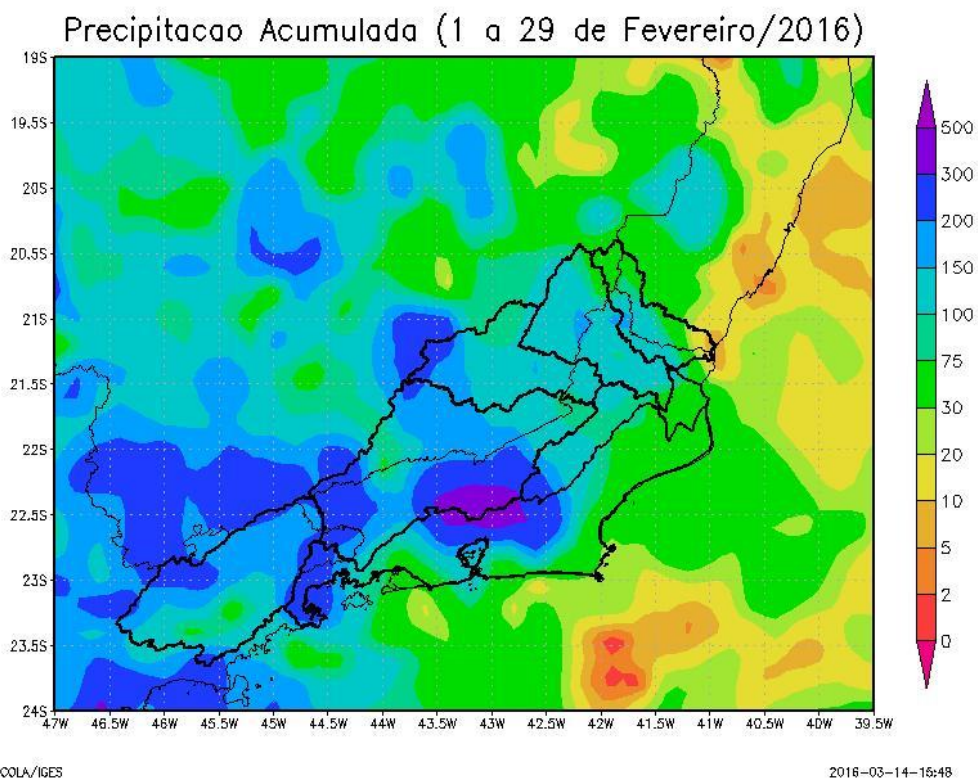 Precipitacao Acumulada (1 a 29 de Fevereiro/2016)
19S
19.5S
20S
20.5S
21S
21.5S
22S
22.5S
23S
23.5S
24S
47W 46.5W 46W 45.5W 45W 44.5W 44W 43.5W 43W 42.5W 42W 41.5W 41W 40.5W 40W 39.5W
500
300
200
150
100
75
30
20
10
5
2
0
COLA/IGES 2016-03-14-15:48